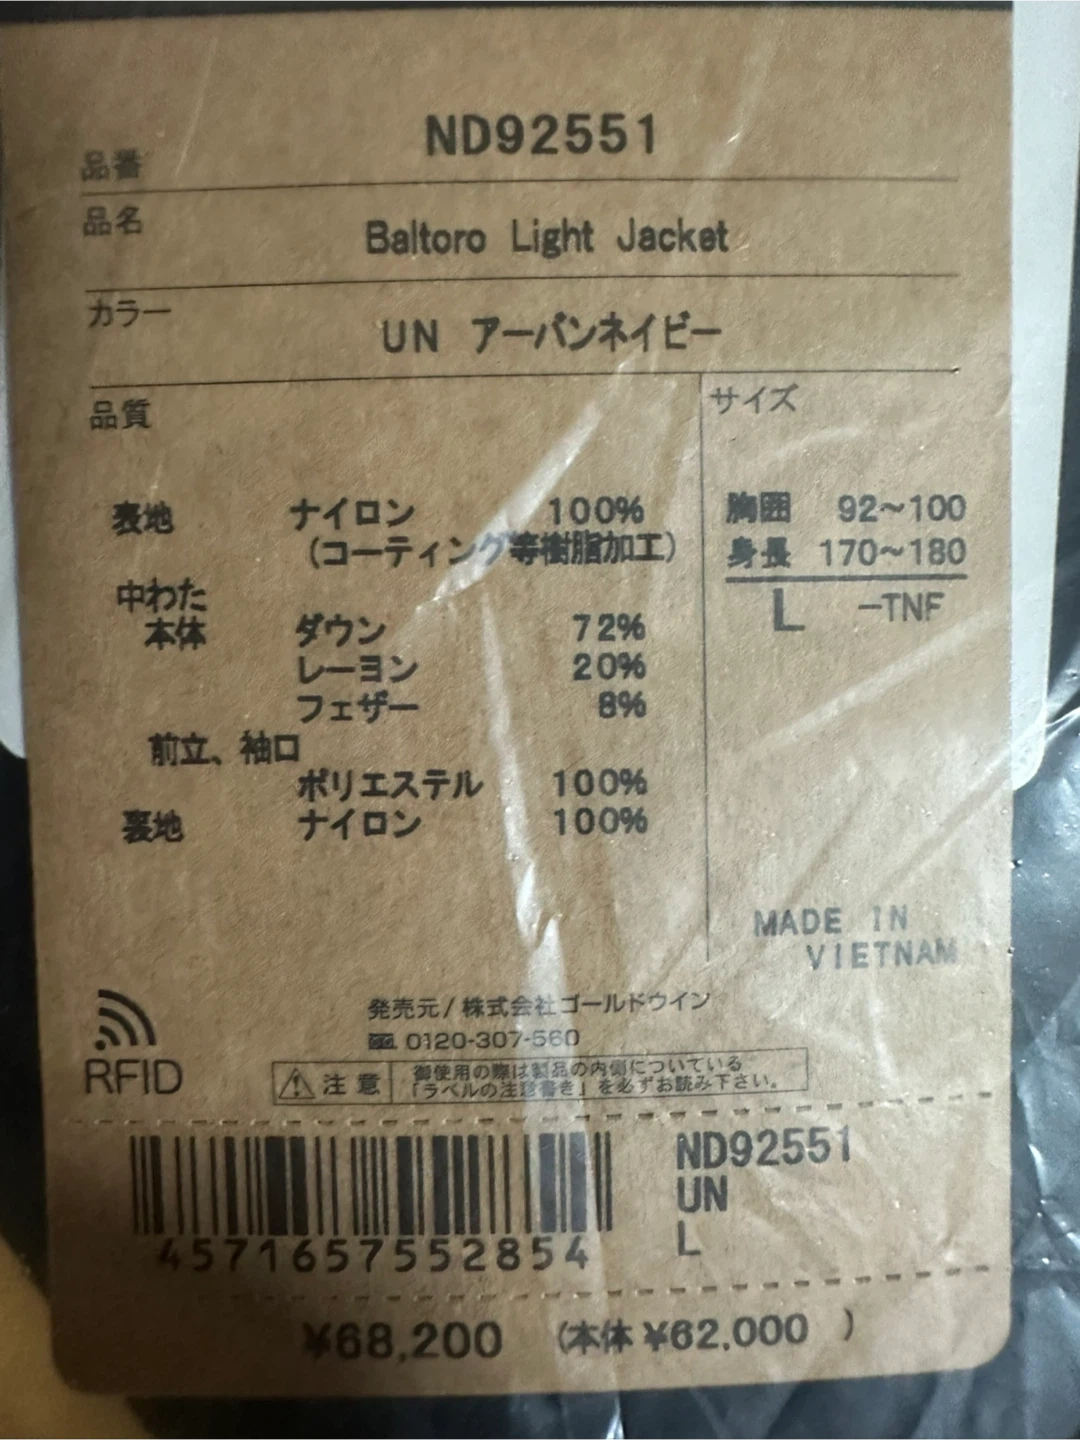 品番 ND92551
品名 Baltoro Light Jacket
カラー UN アーバンネイビー
品質
表地 ナイロン 100%
(コーティング等樹脂加工)
中わた
本体 ダウン 72%
レーヨン 20%
フェザー 8%
前立、袖口
ポリエステル 100%
裏地 ナイロン 100%
サイズ
胸囲 92~100
身長 170~180
L -TNF
MADE IN
VIETNAM
RFID
発売元/株式会社ゴールドウイン
0120-307-560
注意
御使用の際は製品の内側についている
「ラベルの注意書き」を必ずお読み下さい。
4571657552854
ND92551
UN
L
¥68,200 (本体¥62,000 )